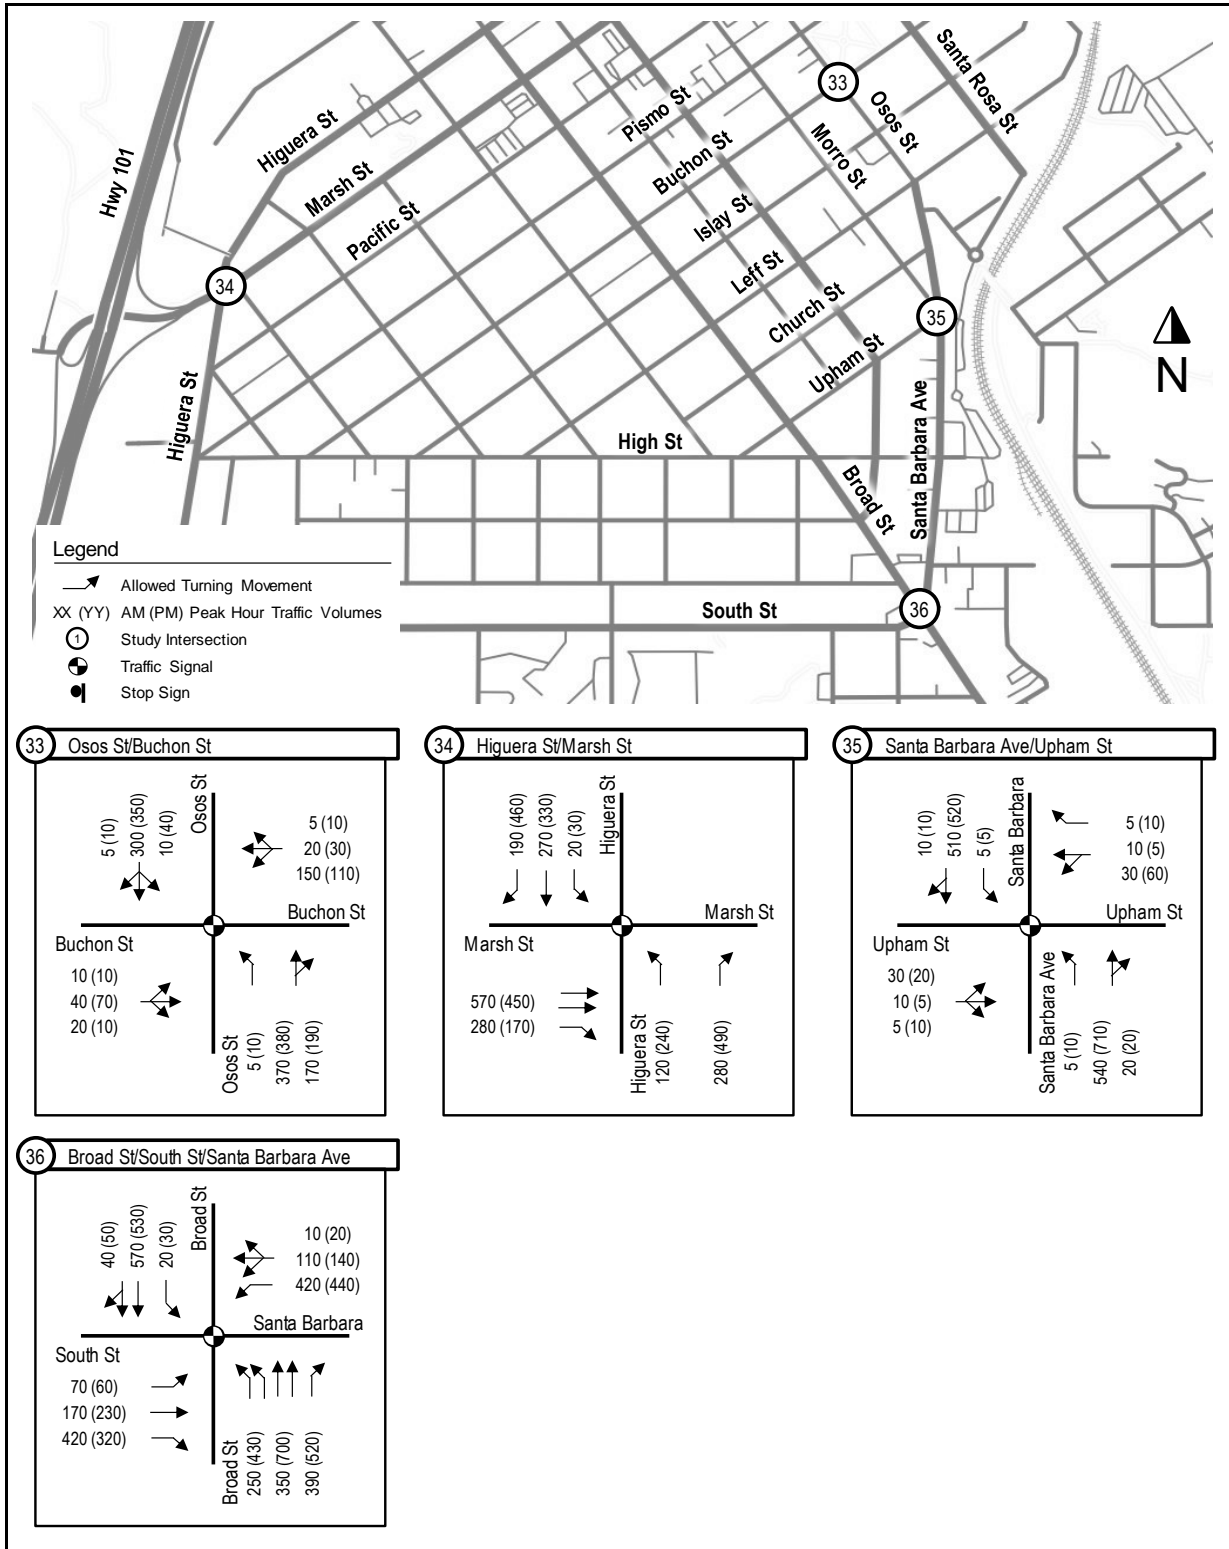 Santa Rosa St
33
Osos St
Pismo St
Higuera St
Buchon St
Morro St
Hwy 101
Marsh St
Islay St
Pacific St
Leff St
34
Church St
35
Upham St
N
Higuera St
High St
Santa Barbara Ave
Broad St
South St
36
Legend
Allowed Turning Movement
XX (YY) AM (PM) Peak Hour Traffic Volumes
1 Study Intersection
Traffic Signal
Stop Sign
33 Osos St/Buchon St
5 (10)
300 (350)
10 (40)
Osos St
5 (10)
20 (30)
150 (110)
Buchon St
Buchon St
10 (10)
40 (70)
20 (10)
Osos St
5 (10)
370 (380)
170 (190)
34 Higuera St/Marsh St
190 (460)
270 (330)
20 (30)
Higuera St
Marsh St
Marsh St
570 (450)
280 (170)
Higuera St
120 (240)
280 (490)
35 Santa Barbara Ave/Upham St
10 (10)
510 (520)
5 (5)
Santa Barbara
5 (10)
10 (5)
30 (60)
Upham St
Upham St
30 (20)
10 (5)
5 (10)
Santa Barbara Ave
5 (10)
540 (710)
20 (20)
36 Broad St/South St/Santa Barbara Ave
40 (50)
570 (530)
20 (30)
Broad St
10 (20)
110 (140)
420 (440)
Santa Barbara
South St
70 (60)
170 (230)
420 (320)
Broad St
250 (430)
350 (700)
390 (520)